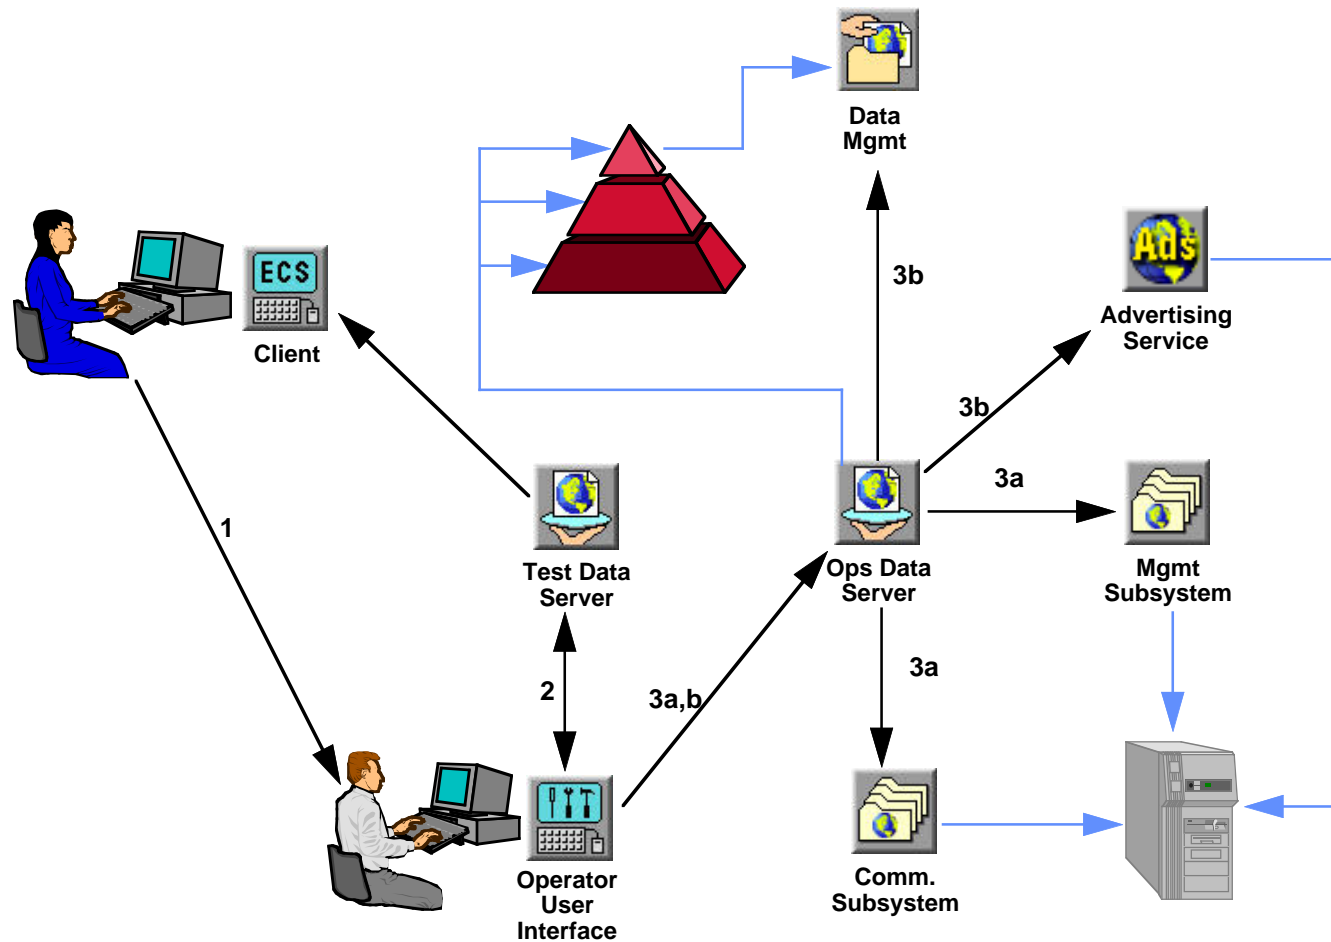 Data
Mgmt
ECS
Client
3b
Ads
Advertising
Service
3b
3a
1
Test Data
Server
Ops Data
Server
Mgmt
Subsystem
2
3a,b
3a
Operator
User
Interface
Comm.
Subsystem